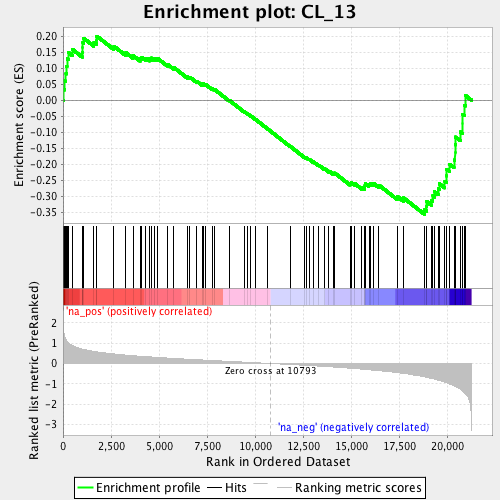 Enrichment plot: CL_13
Enrichment score (ES)
0.20
0.15
0.10
0.05
0.00
-0.05
-0.10
-0.15
-0.20
-0.25
-0.30
-0.35
'na_pos' (positively correlated)
Ranked list metric (PreRanked)
2
1
0
-1
-2
-3
Zero cross at 10793
'na_neg' (negatively correlated)
0
2,500
5,000
7,500
10,000
12,500
15,000
17,500
20,000
Rank in Ordered Dataset
Enrichment profile
Hits
Ranking metric scores